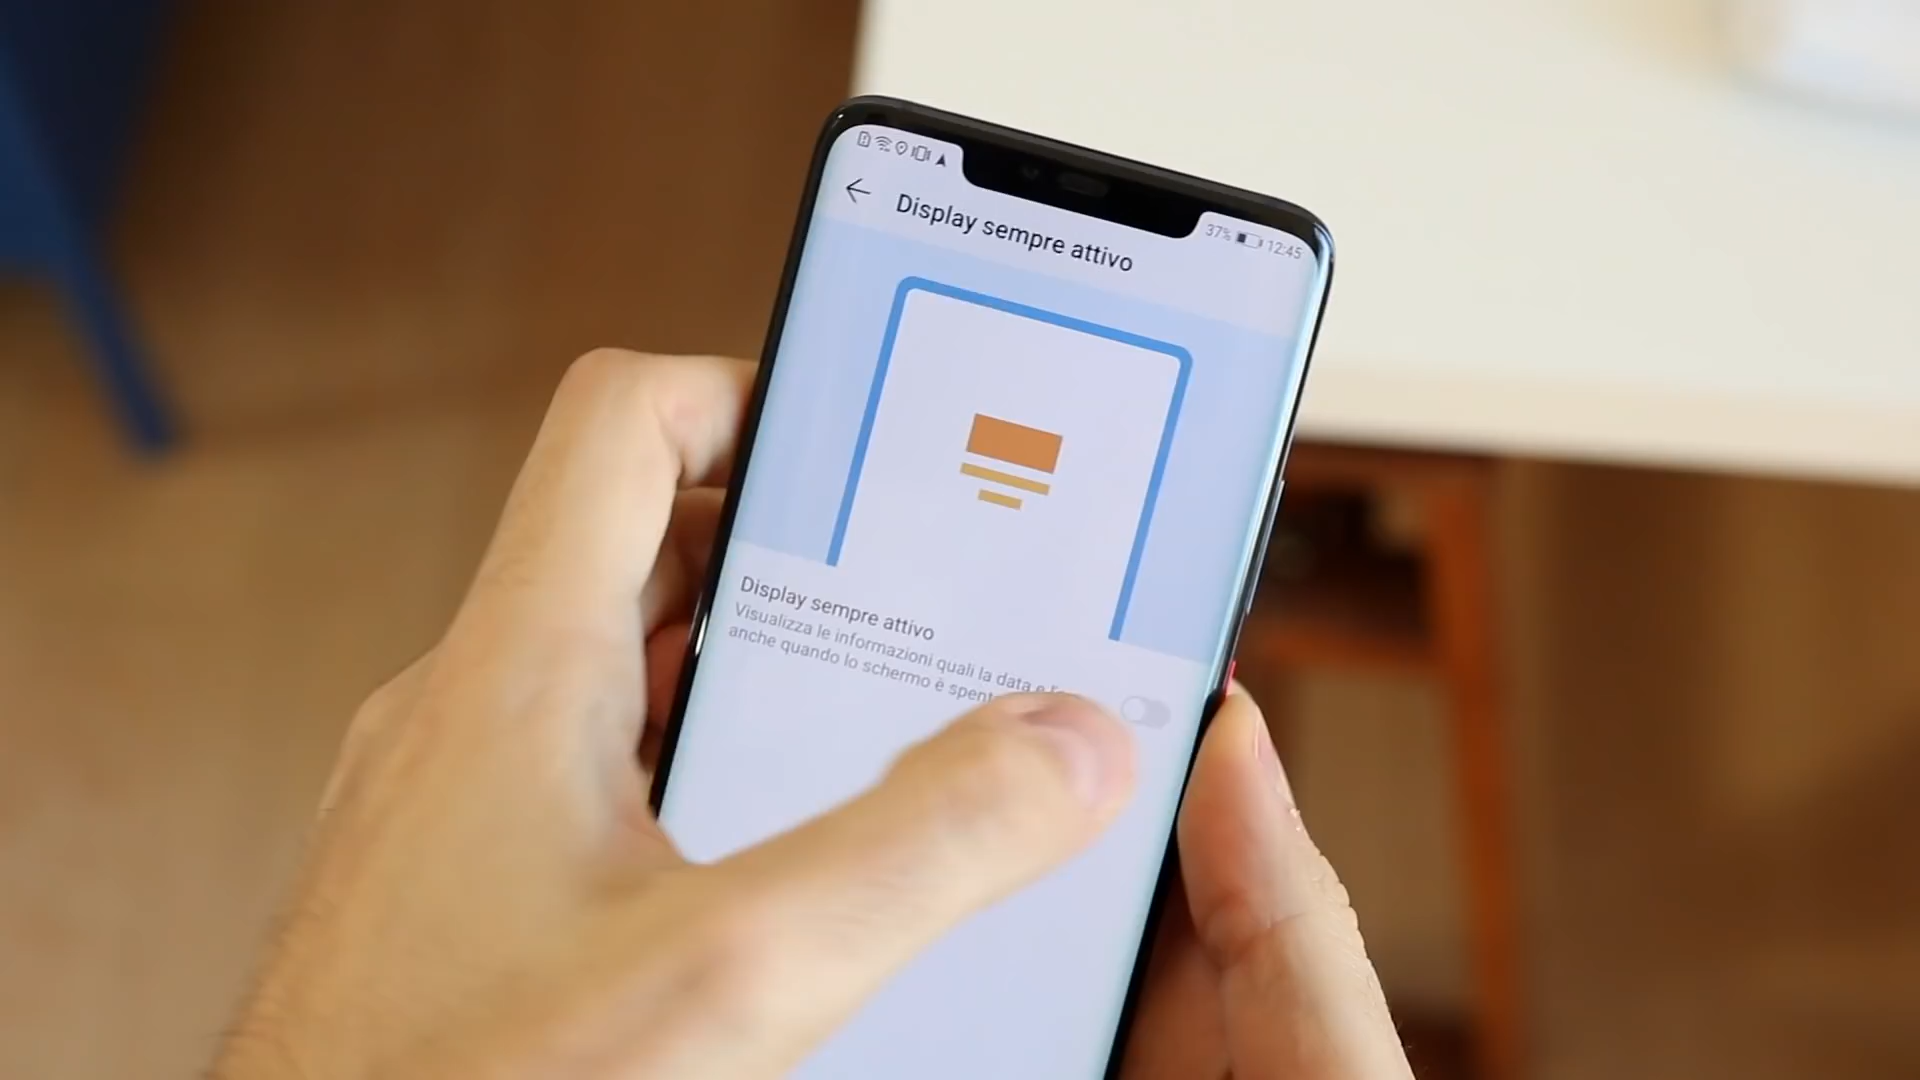 37% 12:45
Display sempre attivo
Display sempre attivo
Visualizza le informazioni quali la data e
anche quando lo schermo è spent